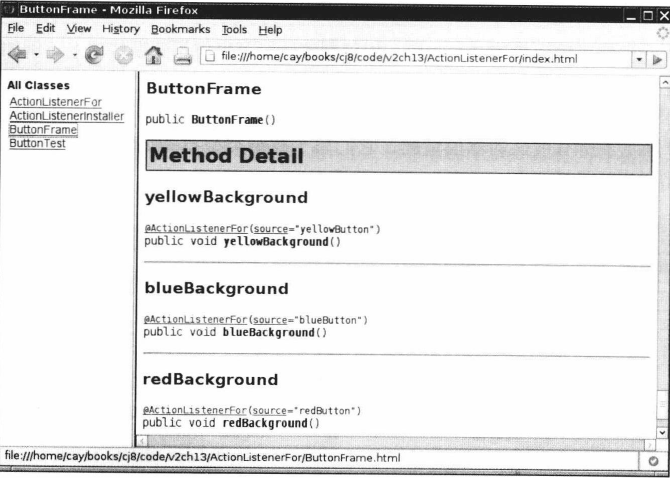 ButtonFrame - Mozilla Firefox
File Edit View History Bookmarks Tools Help
file:///home/cay/books/cj8/code/v2ch13/ActionListenerFor/index.html
All Classes
ActionListenerFor
ActionListenerInstaller
ButtonFrame
ButtonTest
ButtonFrame
public ButtonFrame()
Method Detail
yellowBackground
@ActionListenerFor(source="yellowButton")
public void yellowBackground()
blueBackground
@ActionListenerFor(source="blueButton")
public void blueBackground()
redBackground
@ActionListenerFor(source="redButton")
public void redBackground()
file:///home/cay/books/cj8/code/v2ch13/ActionListenerFor/ButtonFrame.html